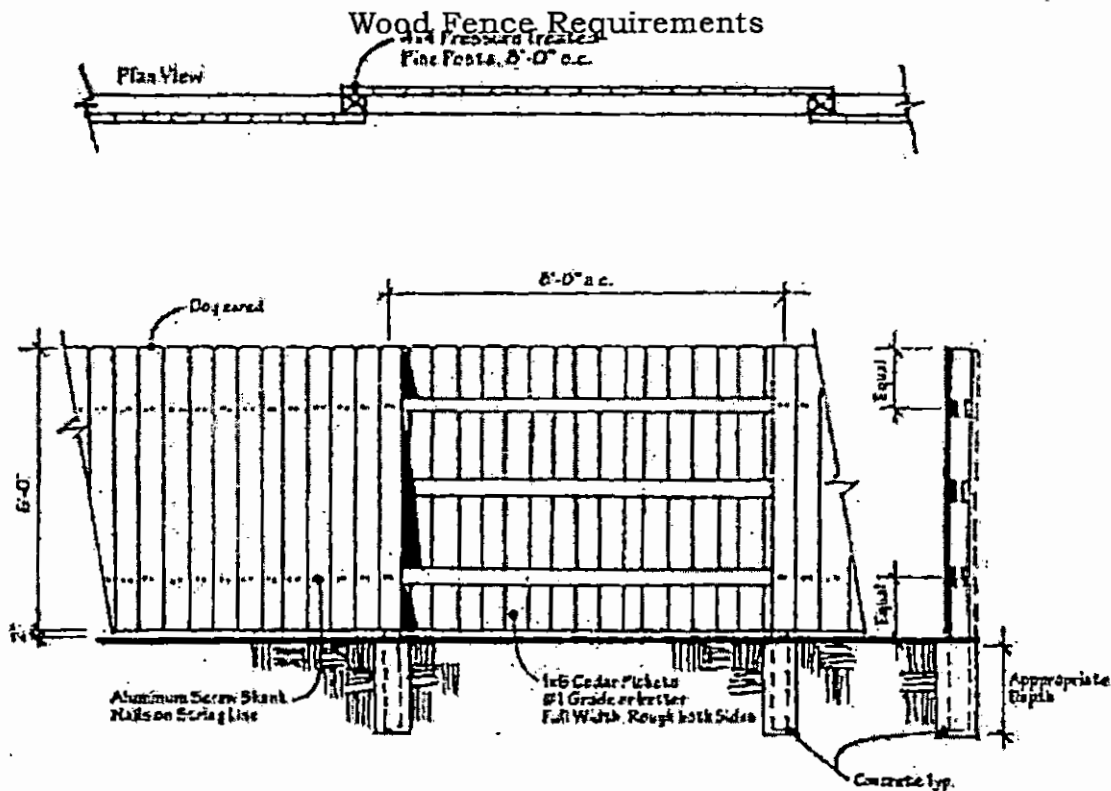 Wood Fence Requirements
4x4 Pressure Treated
Pine Posts, 8'-0" o.c.
Plan View
8'-0" o.c.
Dogeared
Equal
6'-0"
Equal
Aluminum Screw Shank
Nails on String Line
1x6 Cedar Pickets
#1 Grade or better
Full Width, Rough both Sides
Appropriate
Depth
Concrete Typ.